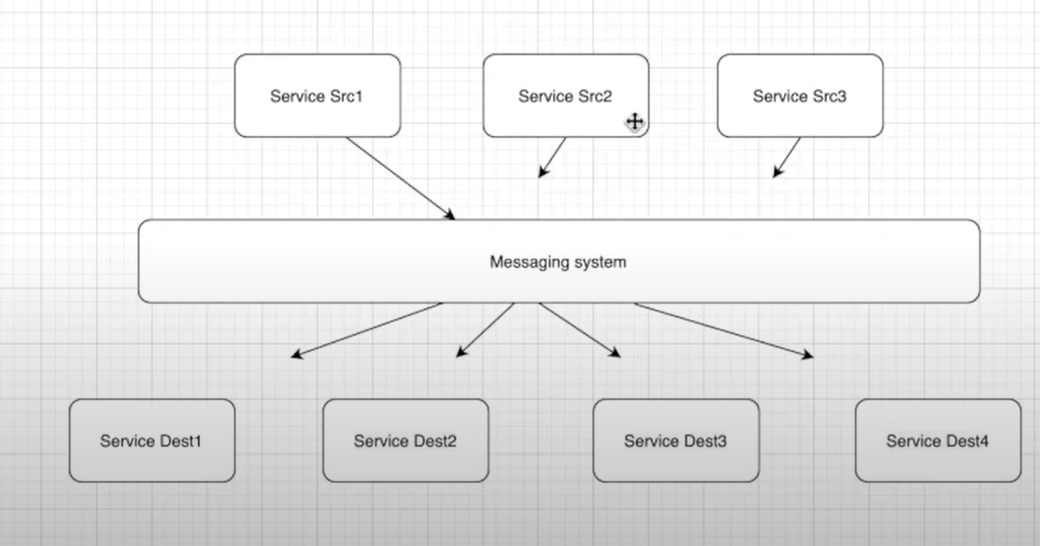 Service Src1
Service Src2
Service Src3
Messaging system
Service Dest1
Service Dest2
Service Dest3
Service Dest4